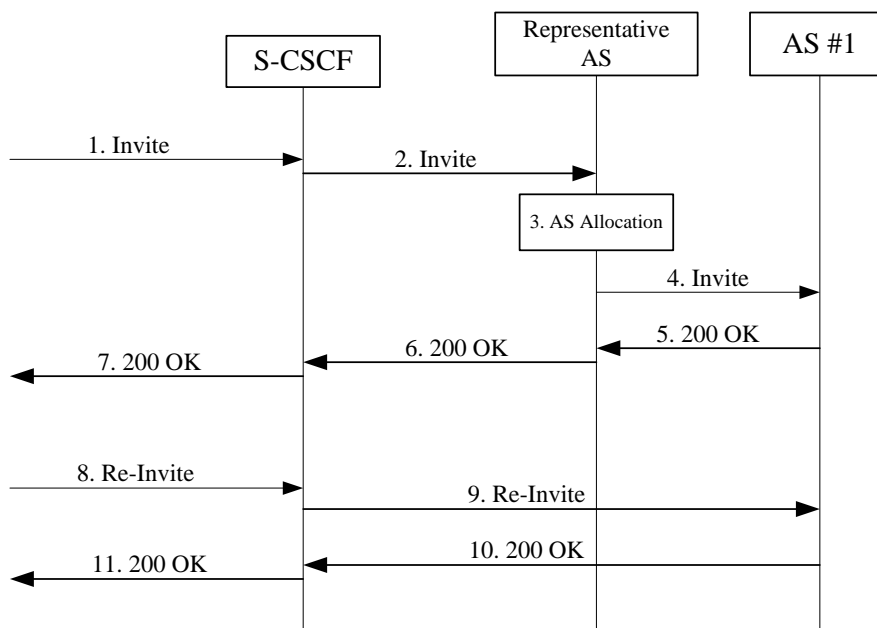 S-CSCF
Representative
AS
AS #1
1. Invite
2. Invite
3. AS Allocation
4. Invite
5. 200 OK
6. 200 OK
7. 200 OK
8. Re-Invite
9. Re-Invite
10. 200 OK
11. 200 OK